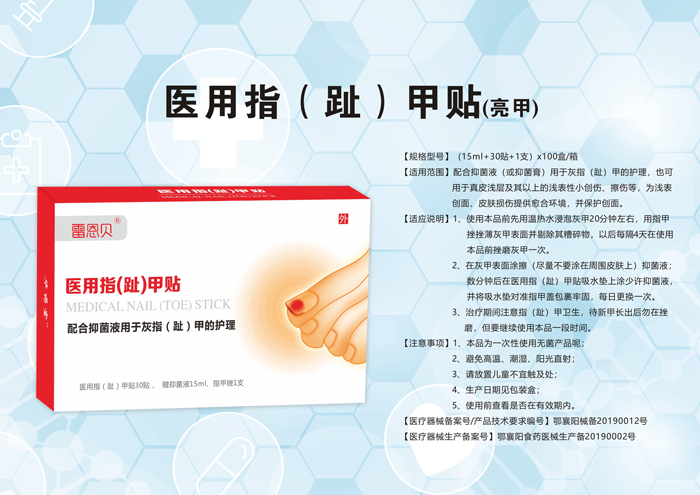 医用指（趾）甲贴(亮甲)
【规格型号】（15ml+30贴+1支）x100盒/箱
【适用范围】配合抑菌液（或抑菌膏）用于灰指（趾）甲的护理，也可
用于真皮浅层及其以上的浅表性小创伤、擦伤等，为浅表
创面、皮肤损伤提供愈合环境，并保护创面。
【适应说明】1、使用本品前先用温热水浸泡灰甲20分钟左右，用指甲
挫挫薄灰甲表面并剔除其槽碎物，以后每隔4天在使用
本品前挫磨灰甲一次。
2、在灰甲表面涂擦（尽量不要涂在周围皮肤上）抑菌液；
数分钟后在医用指（趾）甲贴吸水垫上涂少许抑菌液，
并将吸水垫对准指甲盖包裹牢固，每日更换一次。
3、治疗期间注意指（趾）甲卫生，待新甲长出后勿在挫
磨，但要继续使用本品一段时间。
【注意事项】1、本品为一次性使用无菌产品呢；
2、避免高温、潮湿、阳光直射；
3、请放置儿童不宜触及处；
4、生产日期见包装盒；
5、使用前查看是否在有效期内。
【医疗器械备案号/产品技术要求编号】鄂襄阳械备20190012号
【医疗器械生产备案号】鄂襄阳食药医械生产备20190002号
雷恩贝®
外
医用指(趾)甲贴
MEDICAL NAIL (TOE) STICK
配合抑菌液用于灰指（趾）甲的护理
医用指（趾）甲贴30贴，赠抑菌液15ml，指甲锉1支